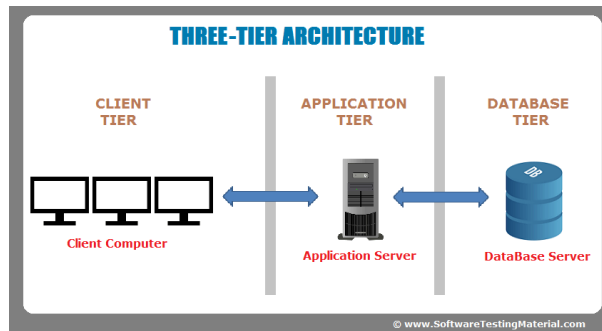 THREE-TIER ARCHITECTURE
CLIENT
TIER
APPLICATION
TIER
DATABASE
TIER
DB
Client Computer
Application Server
DataBase Server
© www.SoftwareTestingMaterial.com